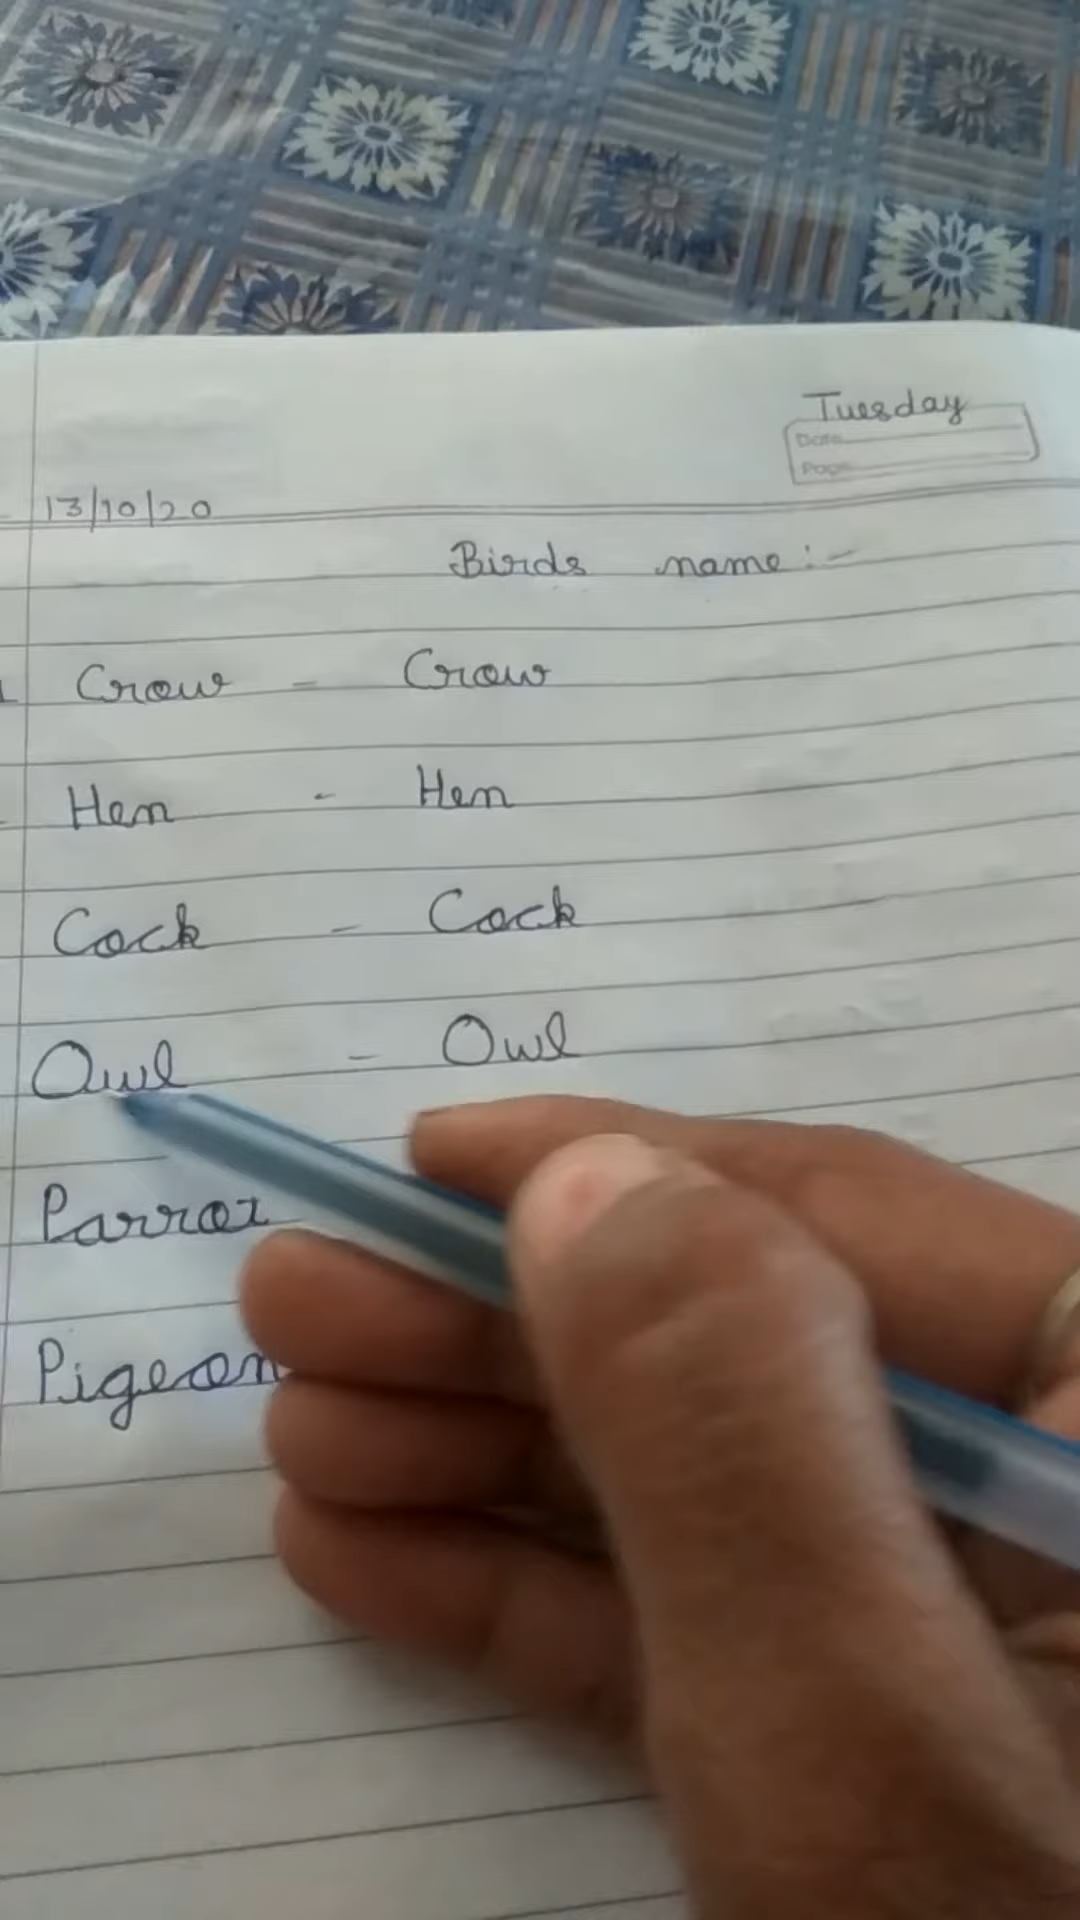 Tuesday
Date
Page
13/10/20
Birds name :-
Crow - Crow
Hen - Hen
Cock - Cock
Owl - Owl
Parrot
Pigeon